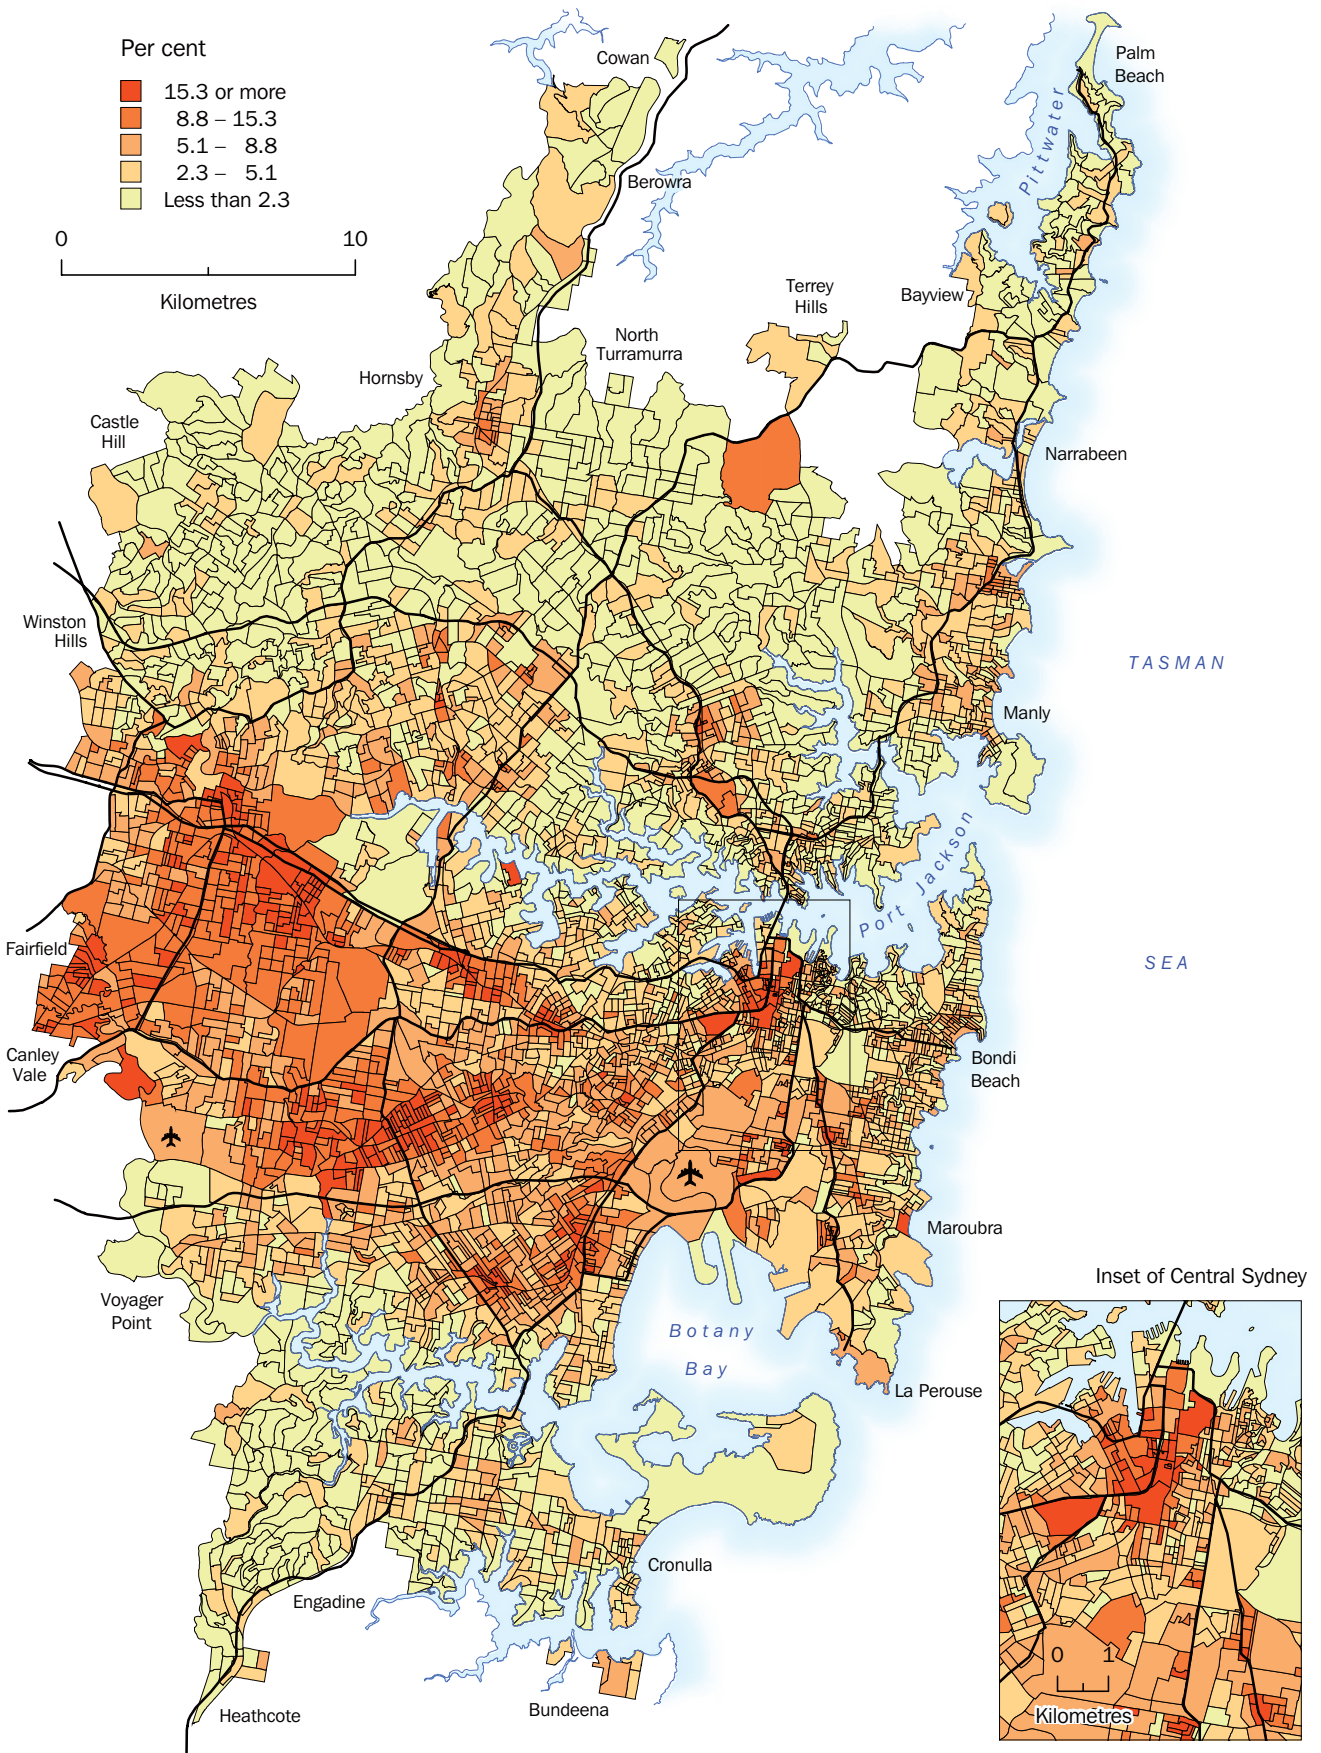 Per cent
15.3 or more
8.8 – 15.3
5.1 – 8.8
2.3 – 5.1
Less than 2.3
0 10
Kilometres
Cowan
Palm
Beach
Pittwater
Berowra
Terrey
Hills
Bayview
North
Turramurra
Hornsby
Castle
Hill
Narrabeen
Winston
Hills
TASMAN
Manly
Port Jackson
Fairfield
SEA
Canley
Vale
Bondi
Beach
Maroubra
Voyager
Point
Inset of Central Sydney
Botany
Bay
La Perouse
Cronulla
Engadine
0 1
Kilometres
Bundeena
Heathcote